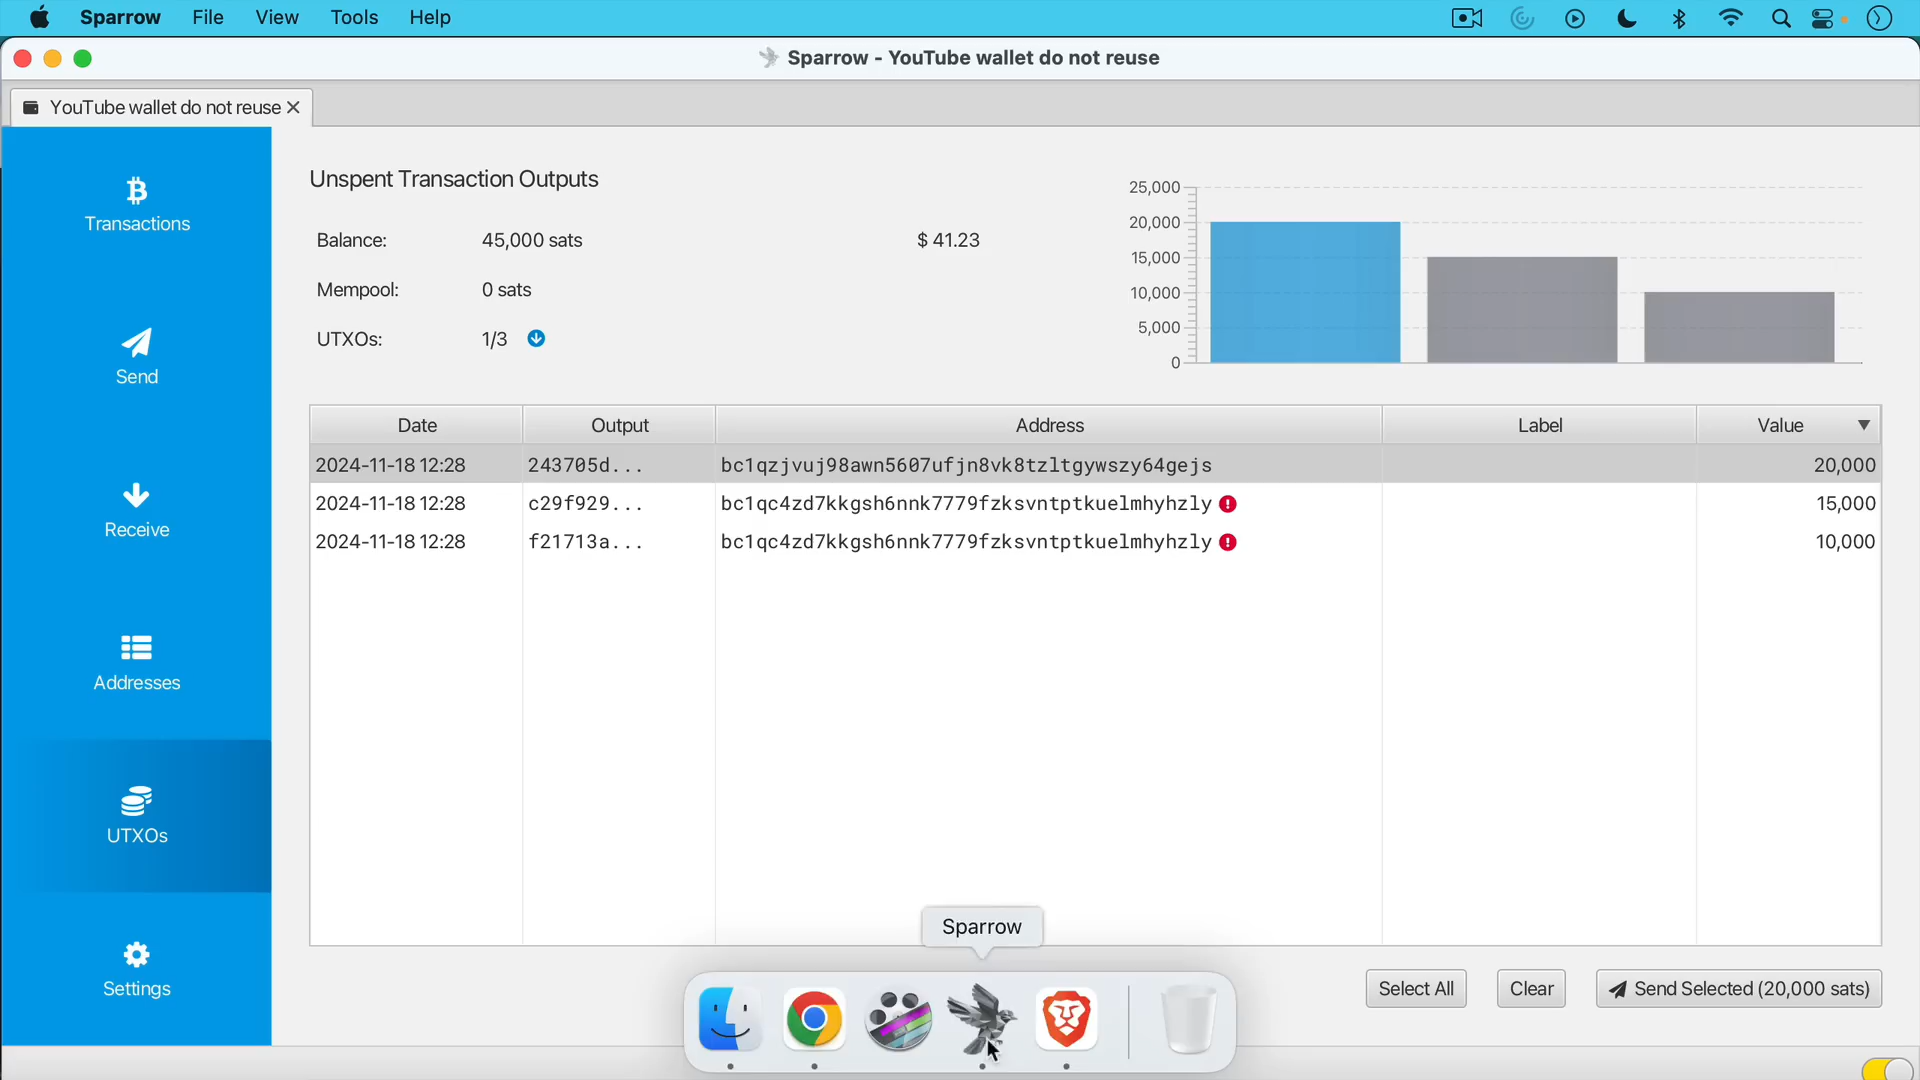 Sparrow File View Tools Help
Sparrow - YouTube wallet do not reuse
YouTube wallet do not reuse
Transactions
Send
Receive
Addresses
UTXOs
Settings
Unspent Transaction Outputs
Balance: 45,000 sats $ 41.23
Mempool: 0 sats
UTXOs: 1/3
25,000
20,000
15,000
10,000
5,000
0
Date Output Address Label Value
2024-11-18 12:28 243705d... bc1qzjvuj98awn5607ufjn8vk8tzltgywszy64gejs 20,000
2024-11-18 12:28 c29f929... bc1qc4zd7kkgsh6nnk7779fzksvntptkuelmhyhzly 15,000
2024-11-18 12:28 f21713a... bc1qc4zd7kkgsh6nnk7779fzksvntptkuelmhyhzly 10,000
Sparrow
Select All Clear Send Selected (20,000 sats)